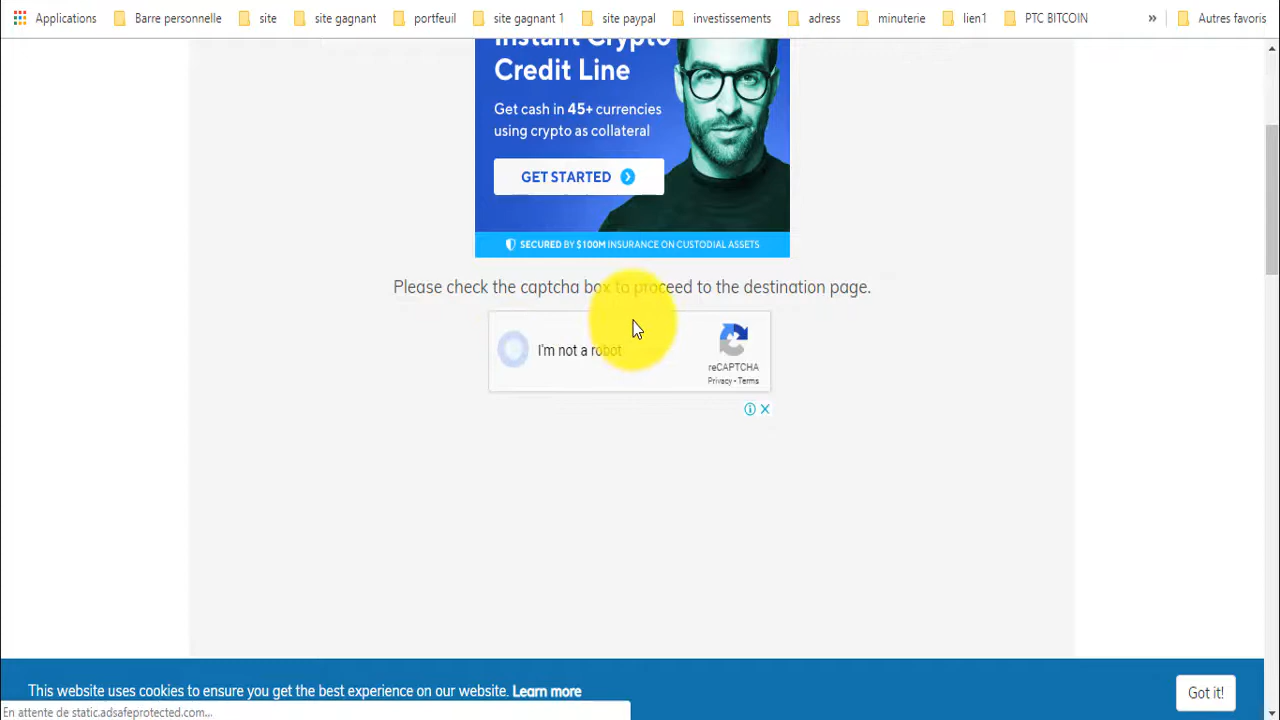 Applications Barre personnelle site site gagnant portfeuil site gagnant 1 site paypal investissements adress minuterie lien1 PTC BITCOIN » Autres favoris
Instant Crypto
Credit Line
Get cash in 45+ currencies
using crypto as collateral
GET STARTED
SECURED BY $100M INSURANCE ON CUSTODIAL ASSETS
Please check the captcha box to proceed to the destination page.
I'm not a robot
reCAPTCHA
Privacy - Terms
This website uses cookies to ensure you get the best experience on our website. Learn more
Got it!
En attente de static.adsafeprotected.com...